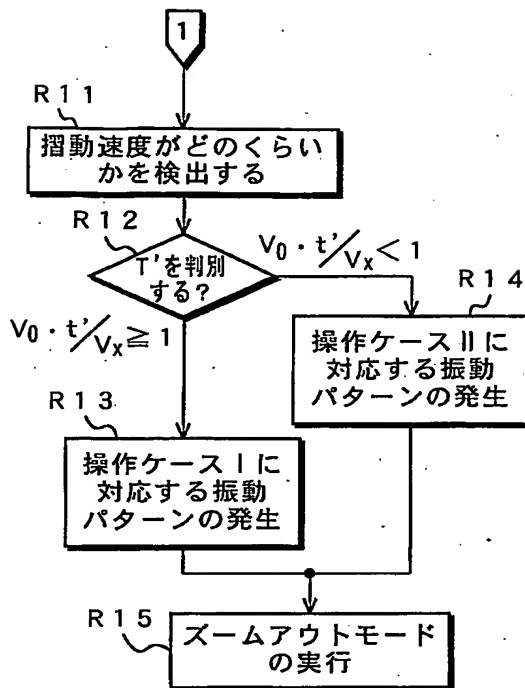 1
R11
摺動速度がどのくらい
かを検出する
R12
T'を判別
する?
V0・t'/Vx<1
V0・t'/Vx≧1
R14
操作ケースIIに
対応する振動
パターンの発生
R13
操作ケースIに
対応する振動
パターンの発生
R15
ズームアウトモード
の実行